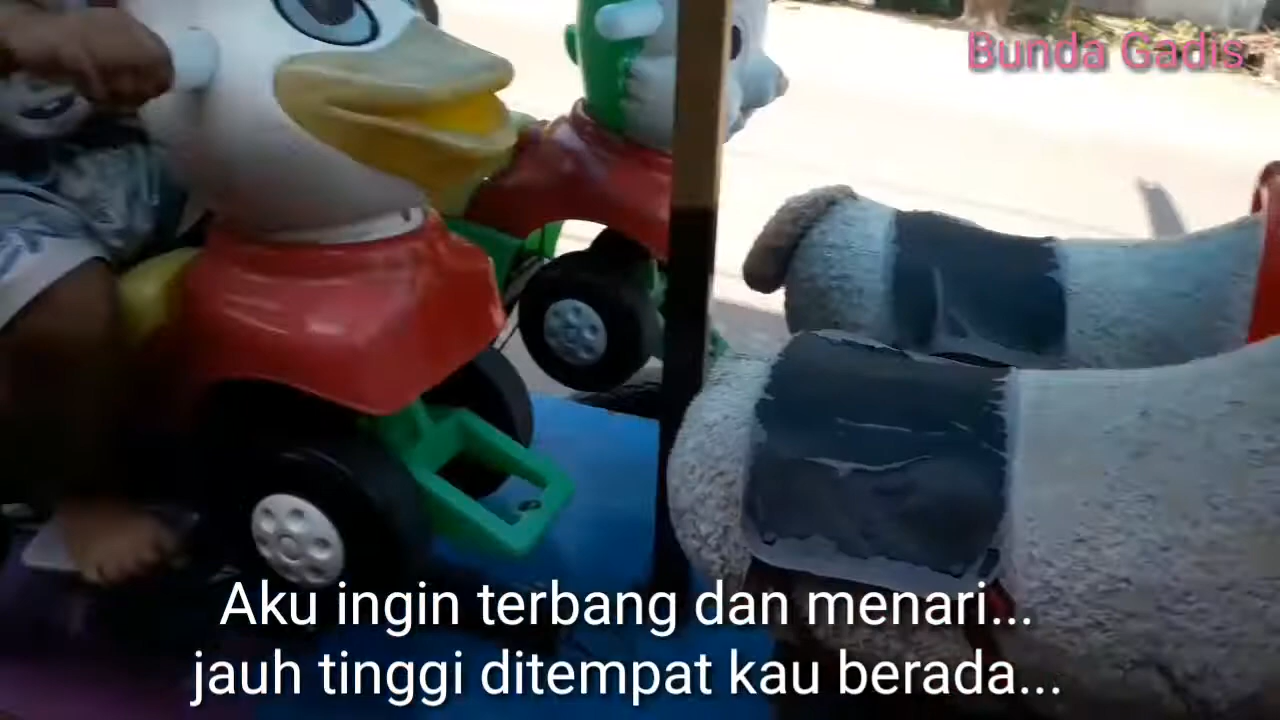 Bunda Gadis
Aku ingin terbang dan menari...
jauh tinggi ditempat kau berada...